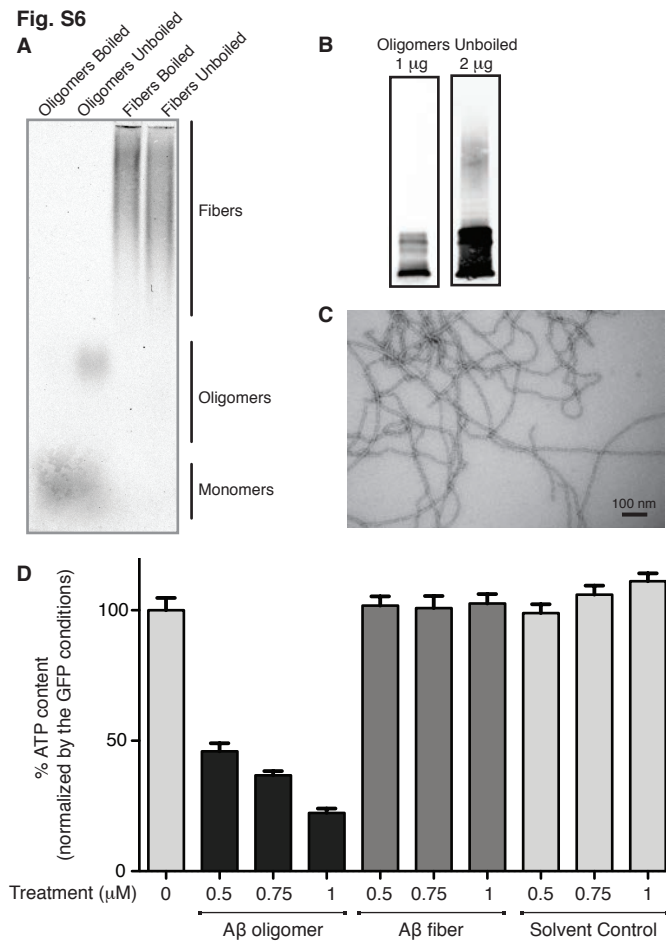 Fig. S6
A
Oligomers Boiled
Oligomers Unboiled
Fibers Boiled
Fibers Unboiled
Fibers
Oligomers
Monomers
B
Oligomers Unboiled
1 μg 2 μg
C
100 nm
D
% ATP content
(normalized by the GFP conditions)
100
50
0
Treatment (μM) 0 0.5 0.75 1 0.5 0.75 1 0.5 0.75 1
Aβ oligomer Aβ fiber Solvent Control